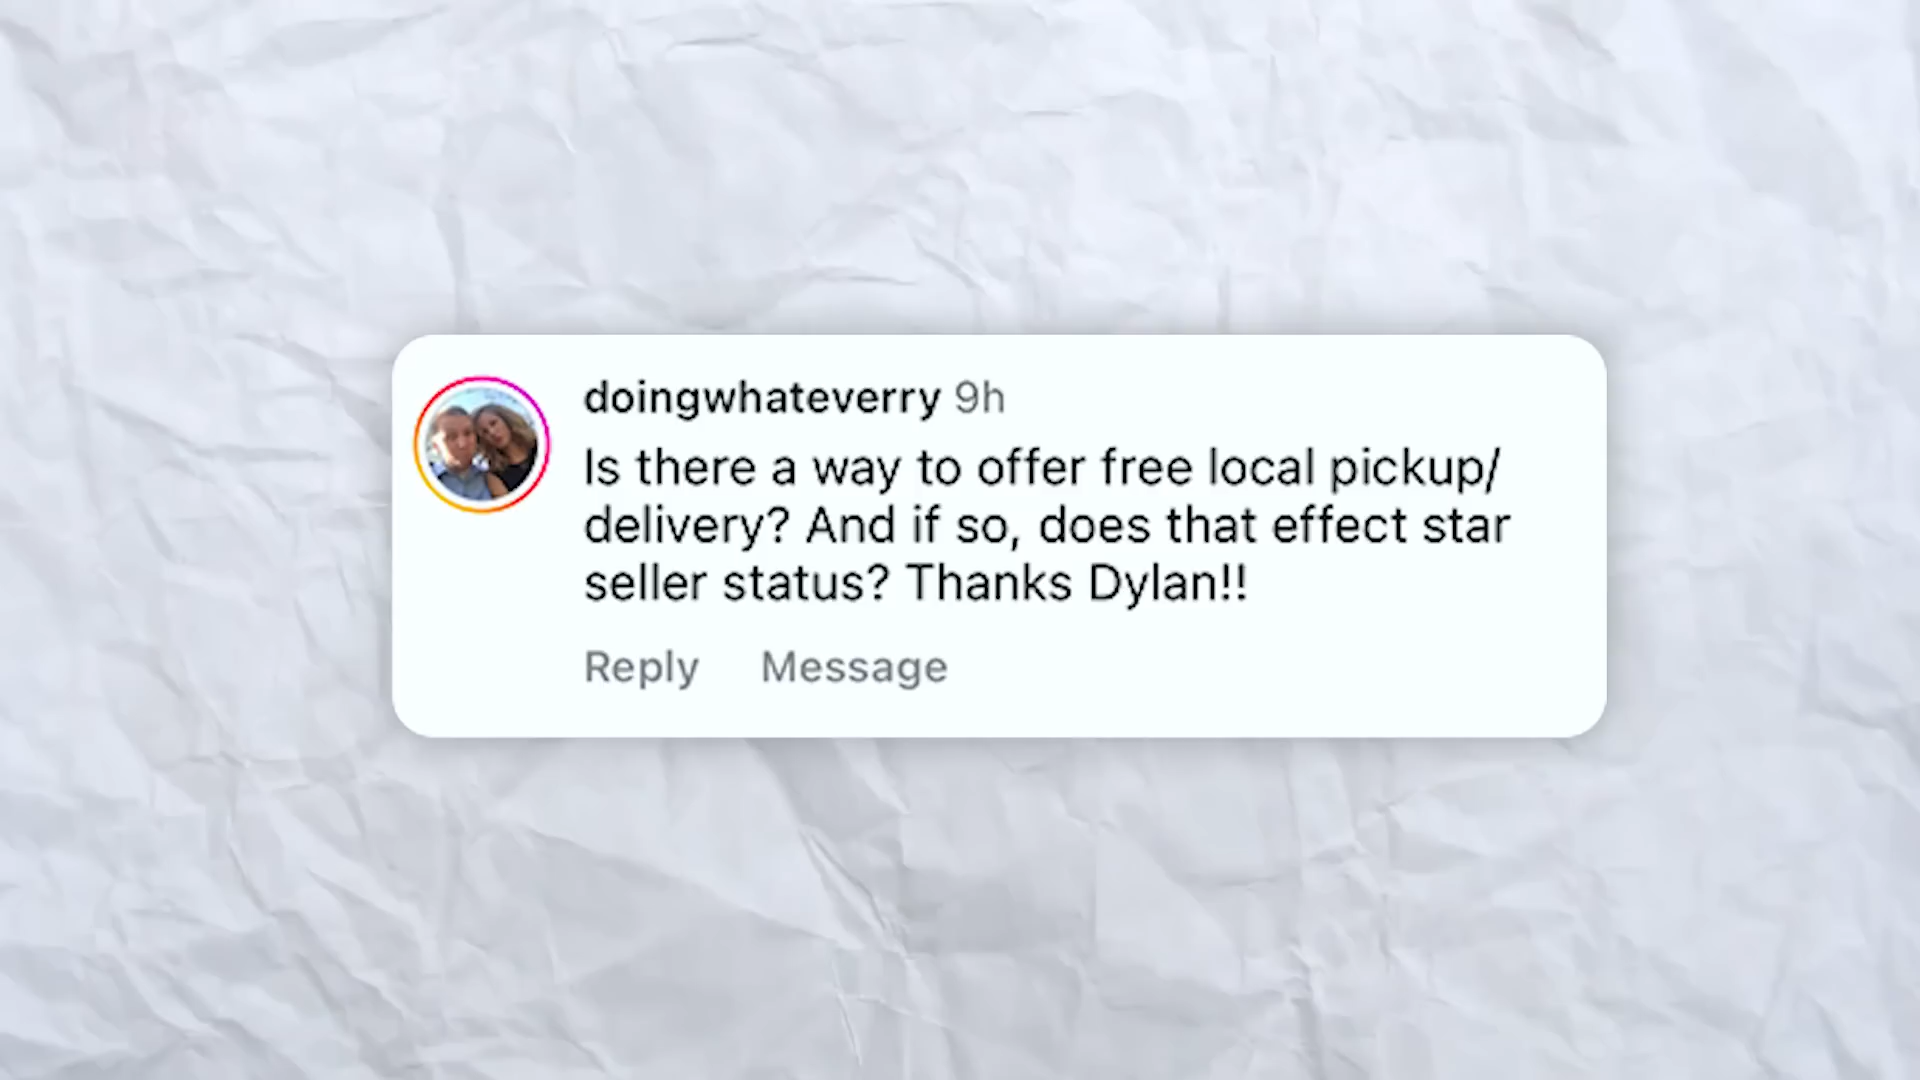 doingwhateverry 9h
Is there a way to offer free local pickup/
delivery? And if so, does that effect star
seller status? Thanks Dylan!!
Reply Message